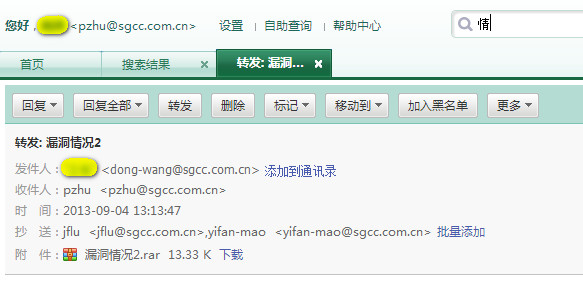 您好, <pzhu@sgcc.com.cn> 设置 | 自助查询 | 帮助中心 情
首页 搜索结果 × 转发: 漏洞... ×
回复 回复全部 转发 删除 标记 移动到 加入黑名单 更多
转发: 漏洞情况2
发件人: <dong-wang@sgcc.com.cn> 添加到通讯录
收件人: pzhu <pzhu@sgcc.com.cn>
时 间: 2013-09-04 13:13:47
抄 送: jflu <jflu@sgcc.com.cn>,yifan-mao <yifan-mao@sgcc.com.cn> 批量添加
附 件: 漏洞情况2.rar 13.33 K 下载